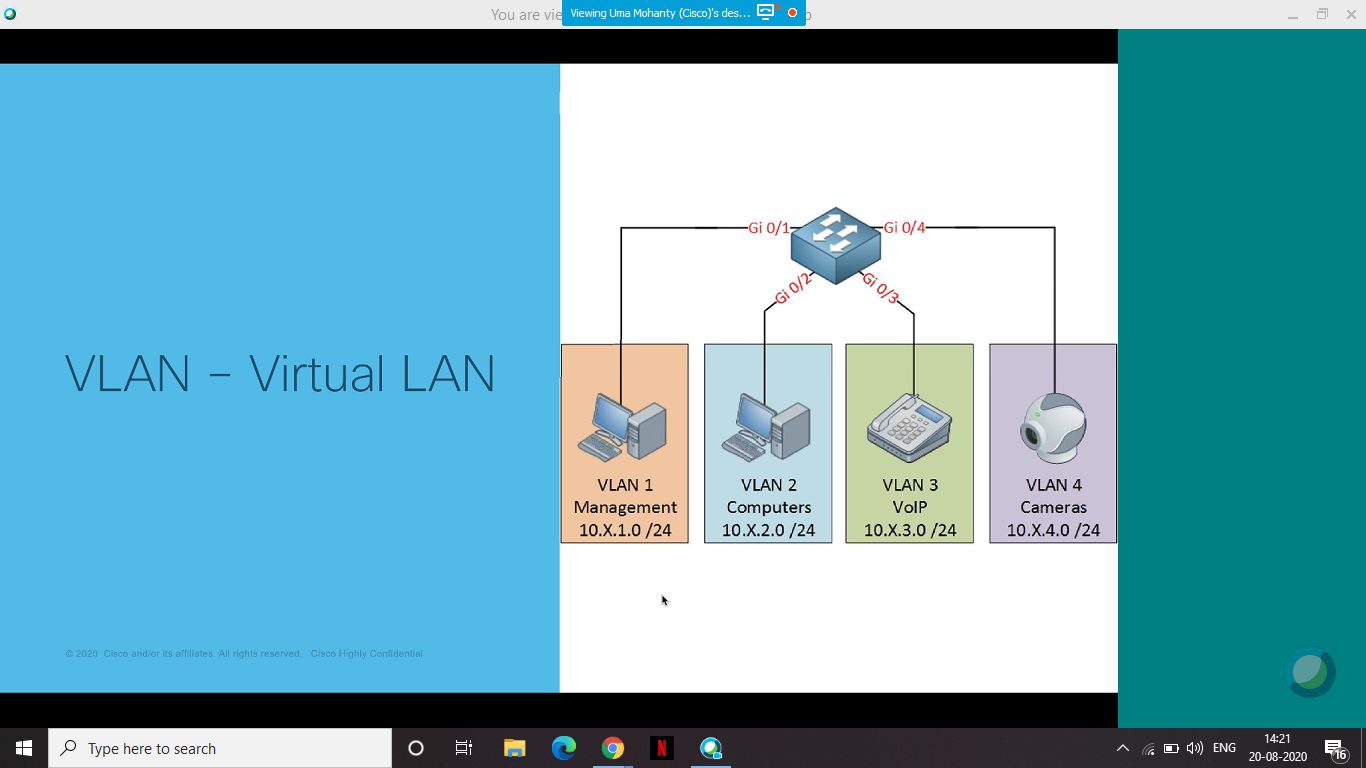 You are vie
Viewing Uma Mohanty (Cisco)'s des...
Gi 0/1
Gi 0/4
Gi 0/2
Gi 0/3
VLAN – Virtual LAN
VLAN 1
Management
10.X.1.0 /24
VLAN 2
Computers
10.X.2.0 /24
VLAN 3
VoIP
10.X.3.0 /24
VLAN 4
Cameras
10.X.4.0 /24
© 2020 Cisco and/or its affiliates. All rights reserved. Cisco Highly Confidential
Type here to search
N
ENG
14:21
20-08-2020
16